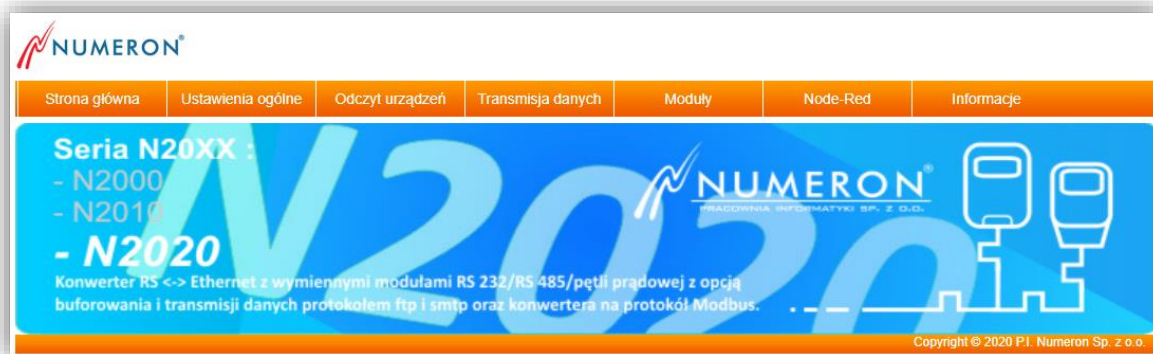 NUMERON®
Strona główna Ustawienia ogólne Odczyt urządzeń Transmisja danych Moduły Node-Red Informacje
Seria N20XX :
- N2000
- N2010
- N2020
Konwerter RS <-> Ethernet z wymiennymi modułami RS 232/RS 485/pętli prądowej z opcją
buforowania i transmisji danych protokołem ftp i smtp oraz konwertera na protokół Modbus.
N2020
NUMERON®
PRACOWNIA INFORMATYKI SP. Z O.O.
Copyright © 2020 P.I. Numeron Sp. z o.o.